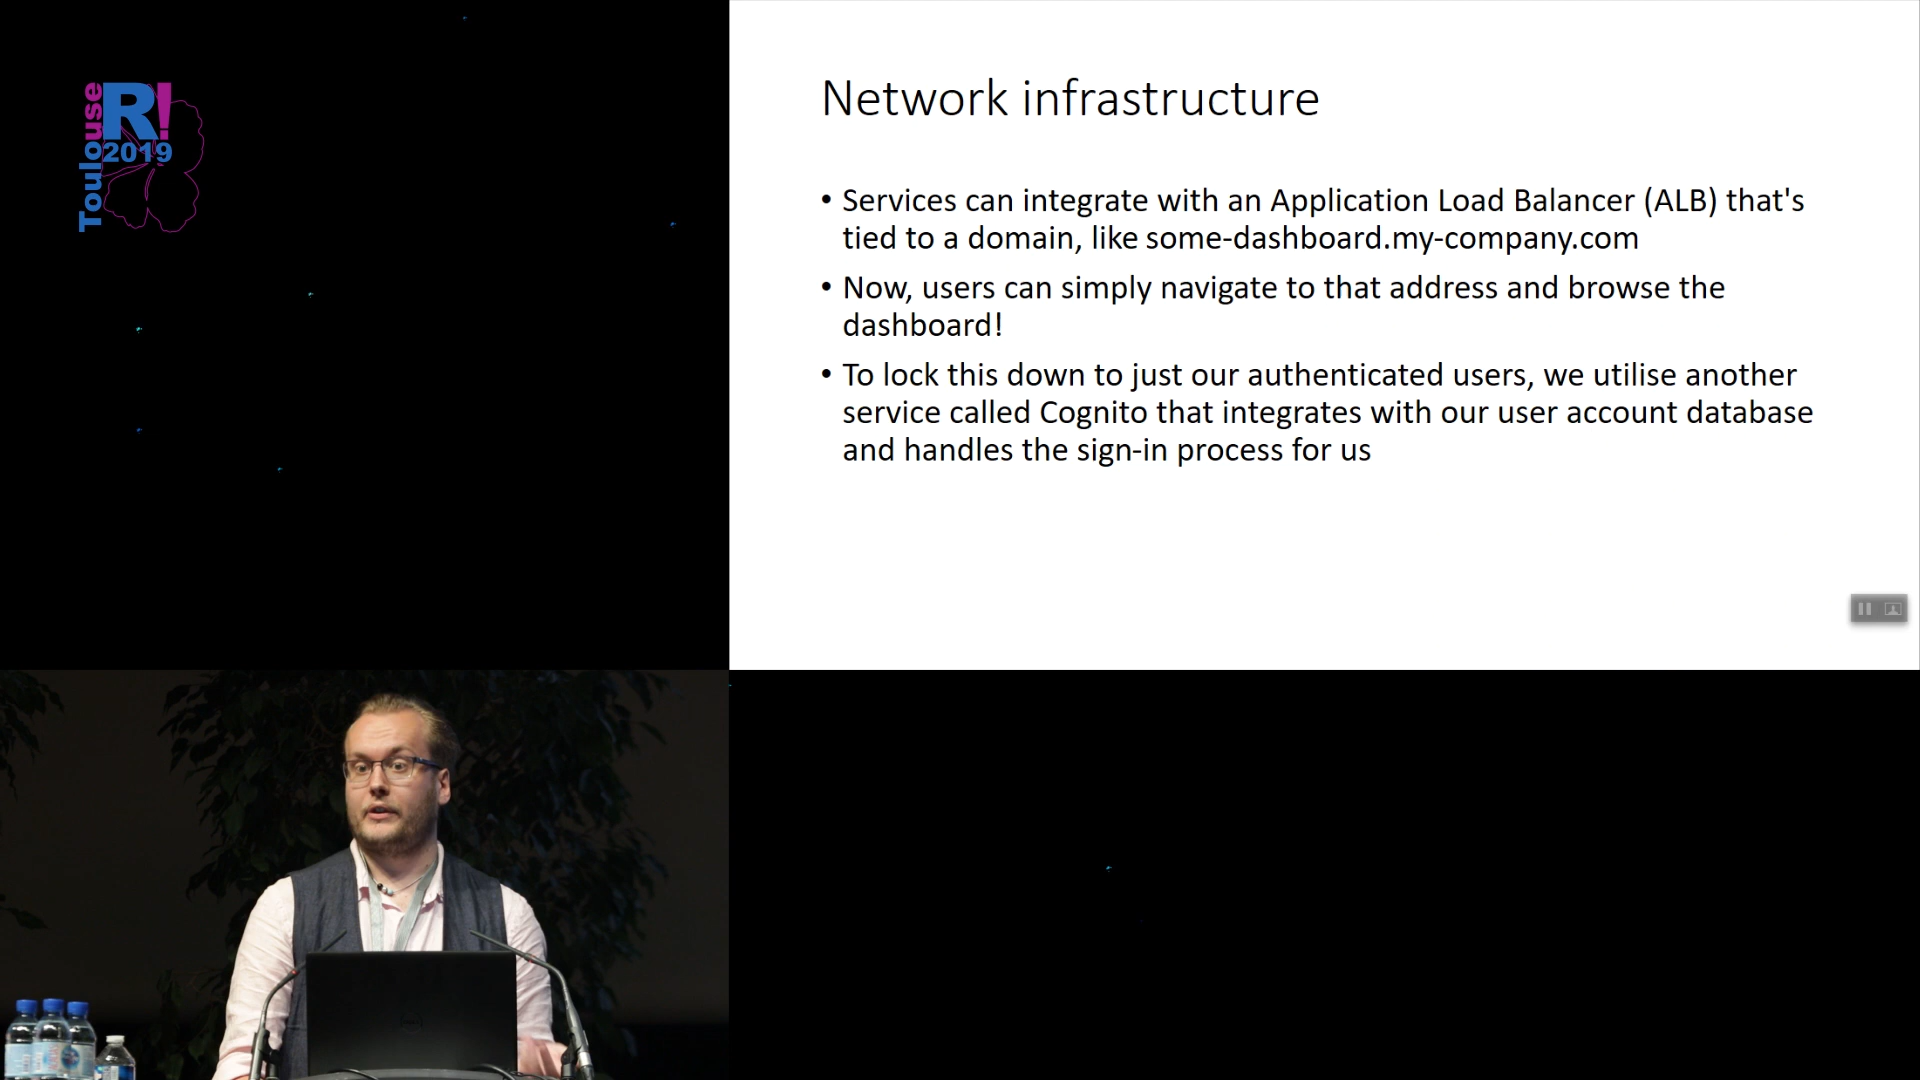 Toulouse
R!
2019
Network infrastructure
• Services can integrate with an Application Load Balancer (ALB) that's
tied to a domain, like some-dashboard.my-company.com
• Now, users can simply navigate to that address and browse the
dashboard!
• To lock this down to just our authenticated users, we utilise another
service called Cognito that integrates with our user account database
and handles the sign-in process for us